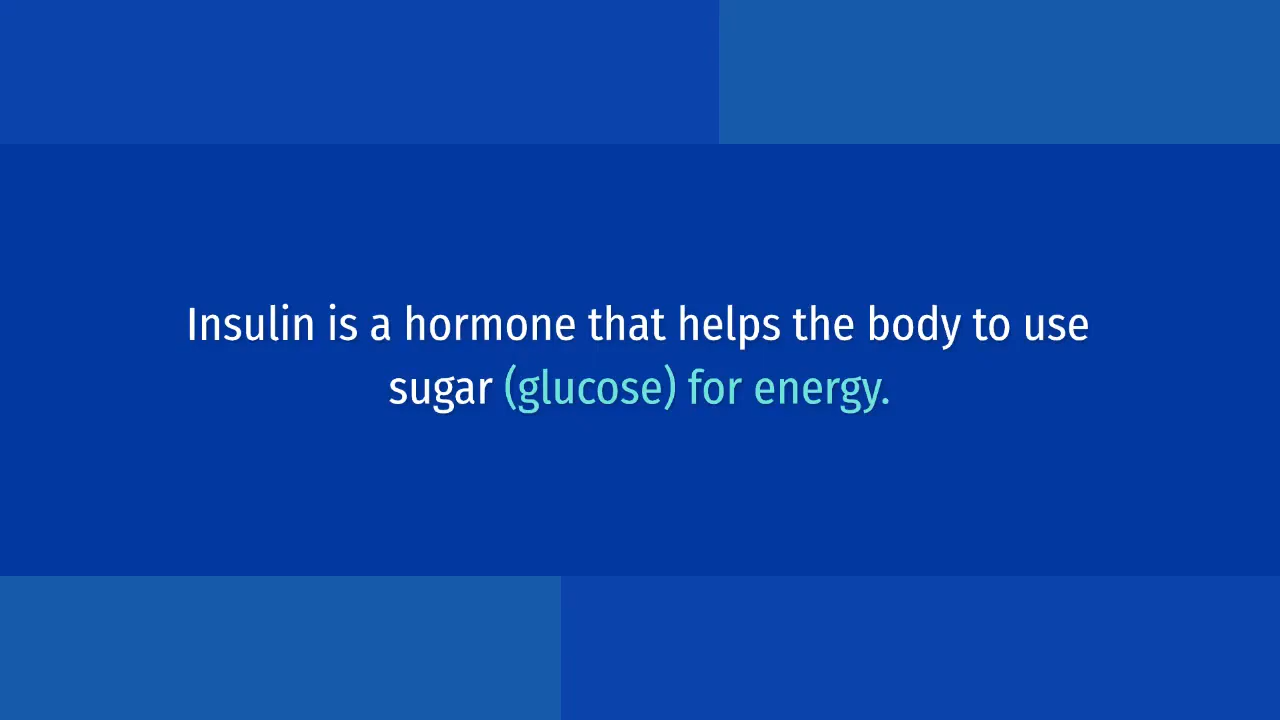 Insulin is a hormone that helps the body to use
sugar (glucose) for energy.